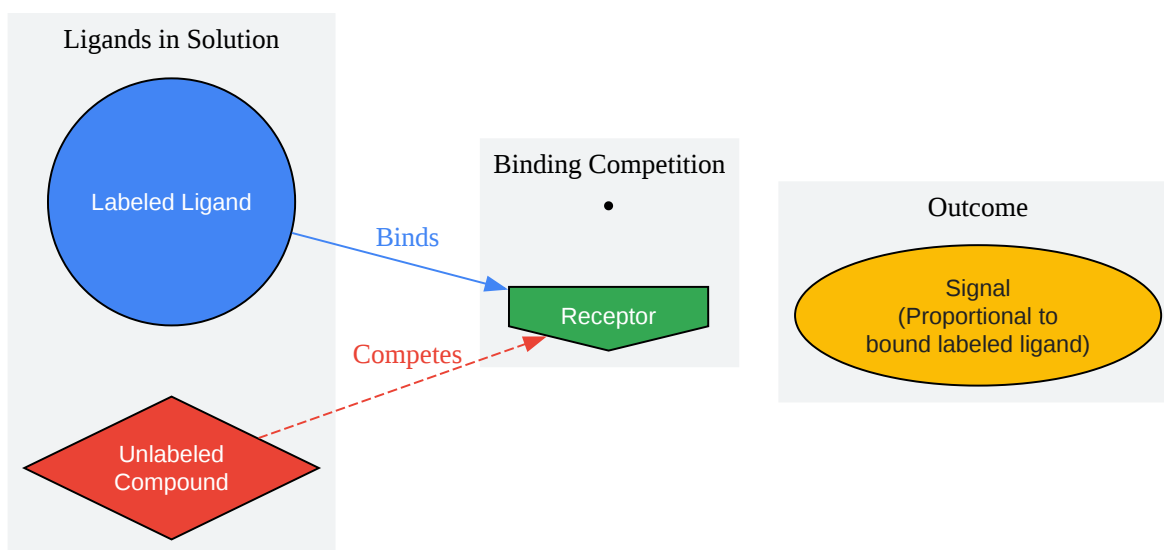 Ligands in Solution
Labeled Ligand
Binds
Competes
Unlabeled
Compound
Binding Competition
Receptor
Outcome
Signal
(Proportional to
bound labeled ligand)